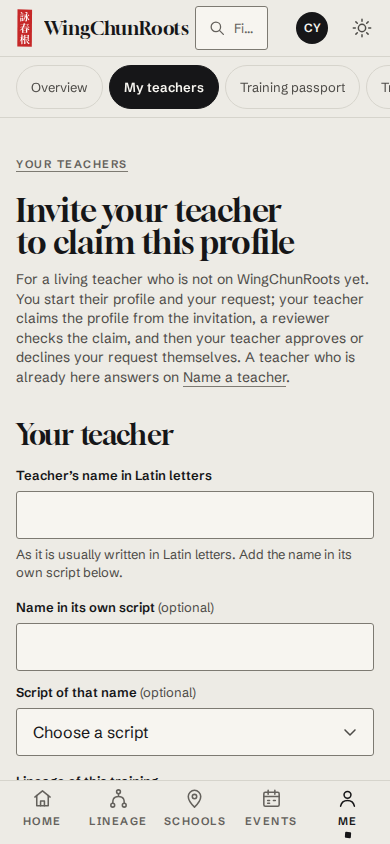 詠春根
WingChunRoots
Fi...
CY
Overview
My teachers
Training passport
YOUR TEACHERS
Invite your teacher
to claim this profile
For a living teacher who is not on WingChunRoots yet.
You start their profile and your request; your teacher
claims the profile from the invitation, a reviewer
checks the claim, and then your teacher approves or
declines your request themselves. A teacher who is
already here answers on Name a teacher.
Your teacher
Teacher’s name in Latin letters
As it is usually written in Latin letters. Add the name in its
own script below.
Name in its own script (optional)
Script of that name (optional)
Choose a script
Lineage of this training
HOME
LINEAGE
SCHOOLS
EVENTS
ME